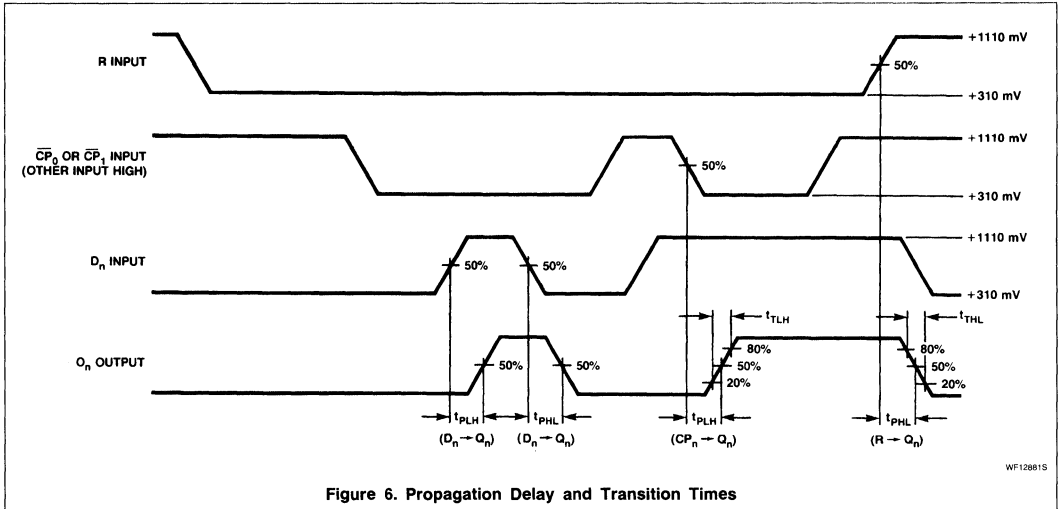 R INPUT
+1110 mV
50%
+310 mV
C̅P̅₀ OR C̅P̅₁ INPUT
(OTHER INPUT HIGH)
+1110 mV
50%
+310 mV
Dₙ INPUT
+1110 mV
50%
50%
+310 mV
tTLH
tTHL
Oₙ OUTPUT
50%
50%
80%
50%
20%
80%
50%
20%
tPLH
(Dₙ → Qₙ)
tPHL
(Dₙ → Qₙ)
tPLH
(CPₙ → Qₙ)
tPHL
(R → Qₙ)
WF12881S
Figure 6. Propagation Delay and Transition Times